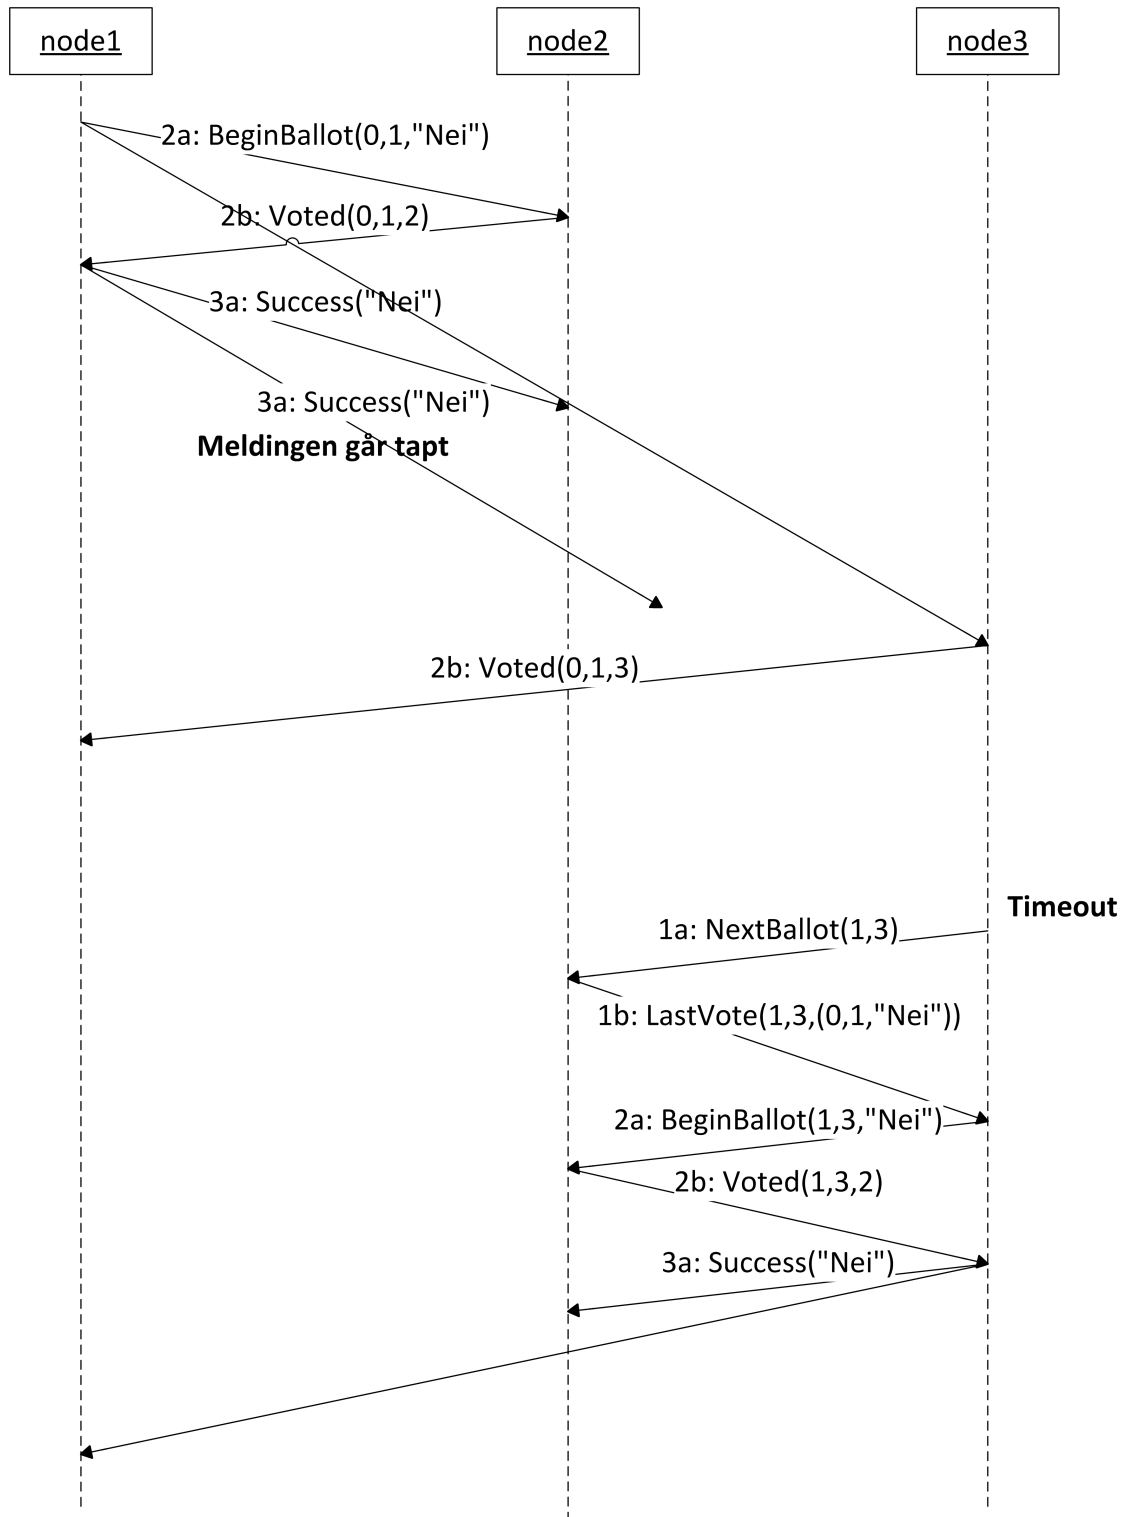 node1
node2
node3
2a: BeginBallot(0,1,"Nei")
2b: Voted(0,1,2)
3a: Success("Nei")
3a: Success("Nei")
Meldingen går tapt
2b: Voted(0,1,3)
Timeout
1a: NextBallot(1,3)
1b: LastVote(1,3,(0,1,"Nei"))
2a: BeginBallot(1,3,"Nei")
2b: Voted(1,3,2)
3a: Success("Nei")